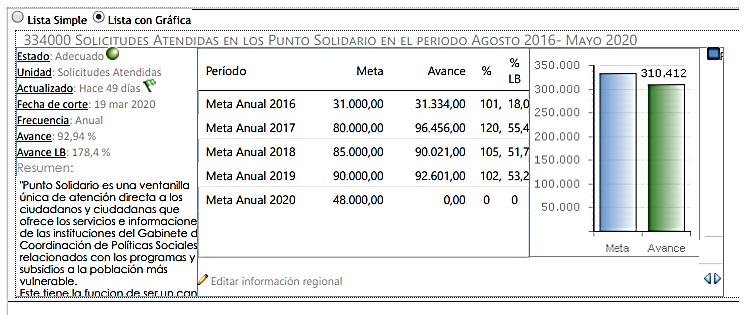 Lista Simple Lista con Gráfica
334000 Solicitudes Atendidas en los Punto Solidario en el periodo Agosto 2016- Mayo 2020
Estado: Adecuado
Unidad: Solicitudes Atendidas
Actualizado: Hace 49 días
Fecha de corte: 19 mar 2020
Frecuencia: Anual
Avance: 92,94 %
Avance LB: 178,4 %
Resumen:
"Punto Solidario es una ventanilla
única de atención directa a los
ciudadanos y ciudadanas que
ofrece los servicios e informacione
de las instituciones del Gabinete d
Coordinación de Políticas Sociales
relacionados con los programas y
subsidios a la población más
vulnerable.
Este tiene la funcion de ser un can
Período Meta Avance % % LB
Meta Anual 2016 31.000,00 31.334,00 101, 18,0
Meta Anual 2017 80.000,00 96.456,00 120, 55,4
Meta Anual 2018 85.000,00 90.021,00 105, 51,7
Meta Anual 2019 90.000,00 92.601,00 102, 53,2
Meta Anual 2020 48.000,00 0,00 0 0
Editar información regional
350.000
300.000
250.000
200.000
150.000
100.000
50.000
310.412
Meta Avance